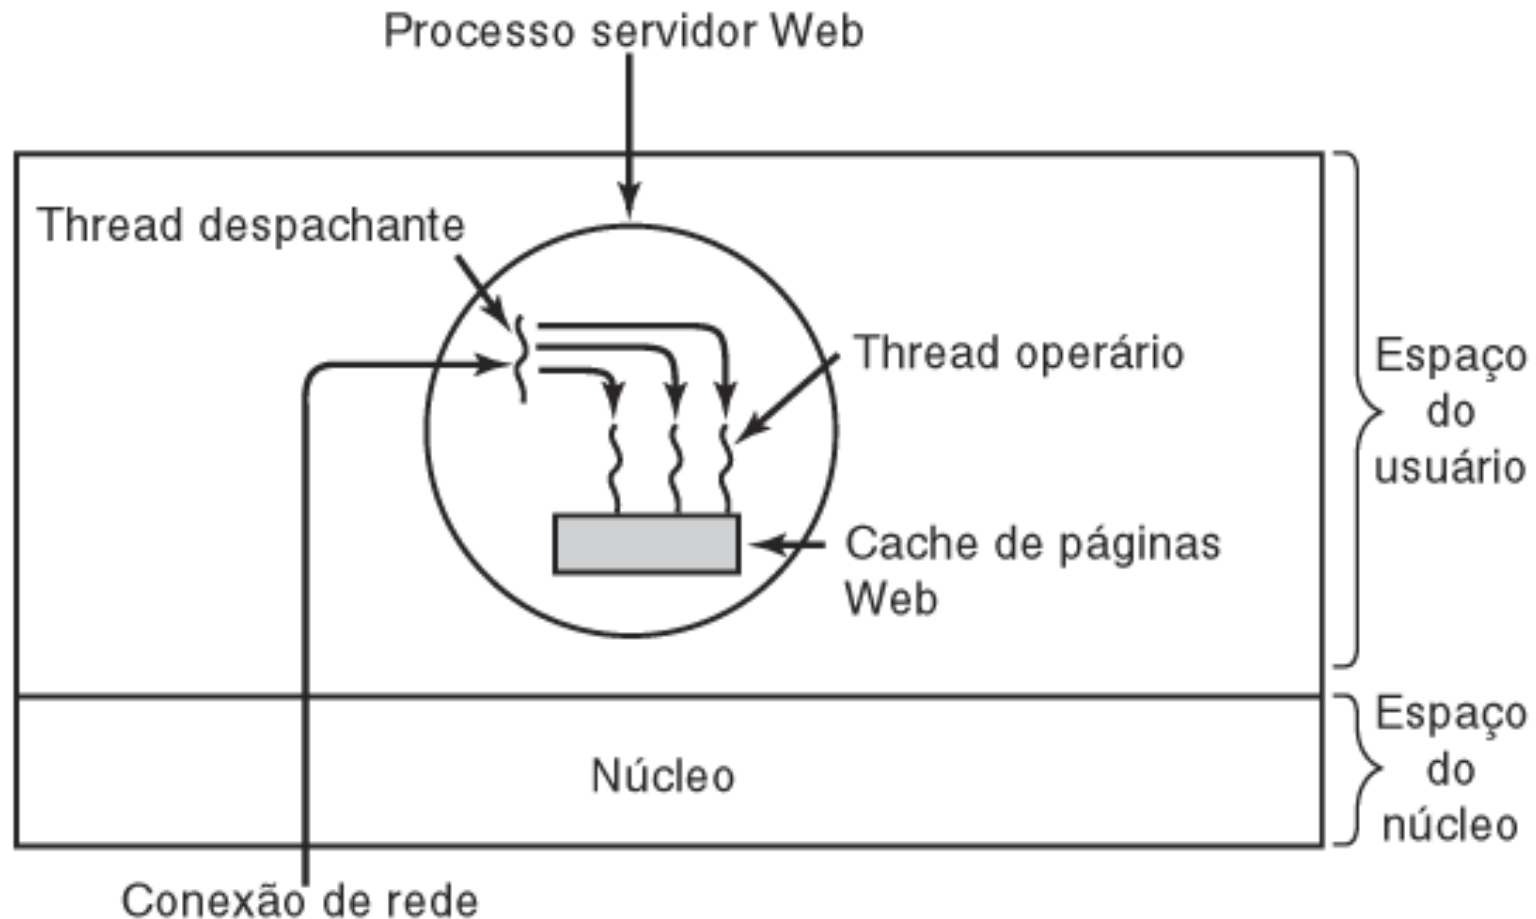 Processo servidor Web
Thread despachante
Thread operário
Espaço
do
usuário
Cache de páginas
Web
Espaço
do
núcleo
Núcleo
Conexão de rede